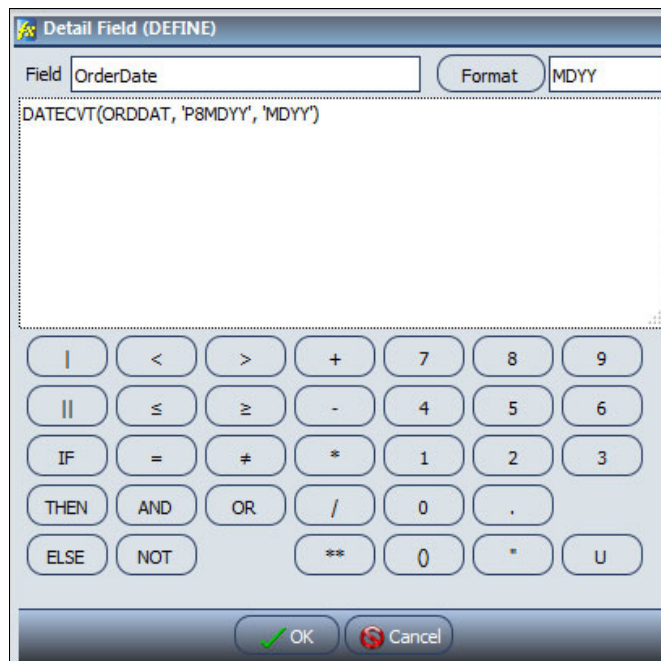 Detail Field (DEFINE)
Field OrderDate Format MDYY
DATECVT(ORDDAT, 'P8MDYY', 'MDYY')
| < > + 7 8 9
|| ≤ ≥ - 4 5 6
IF = ≠ * 1 2 3
THEN AND OR / 0 .
ELSE NOT ** () " U
OK Cancel